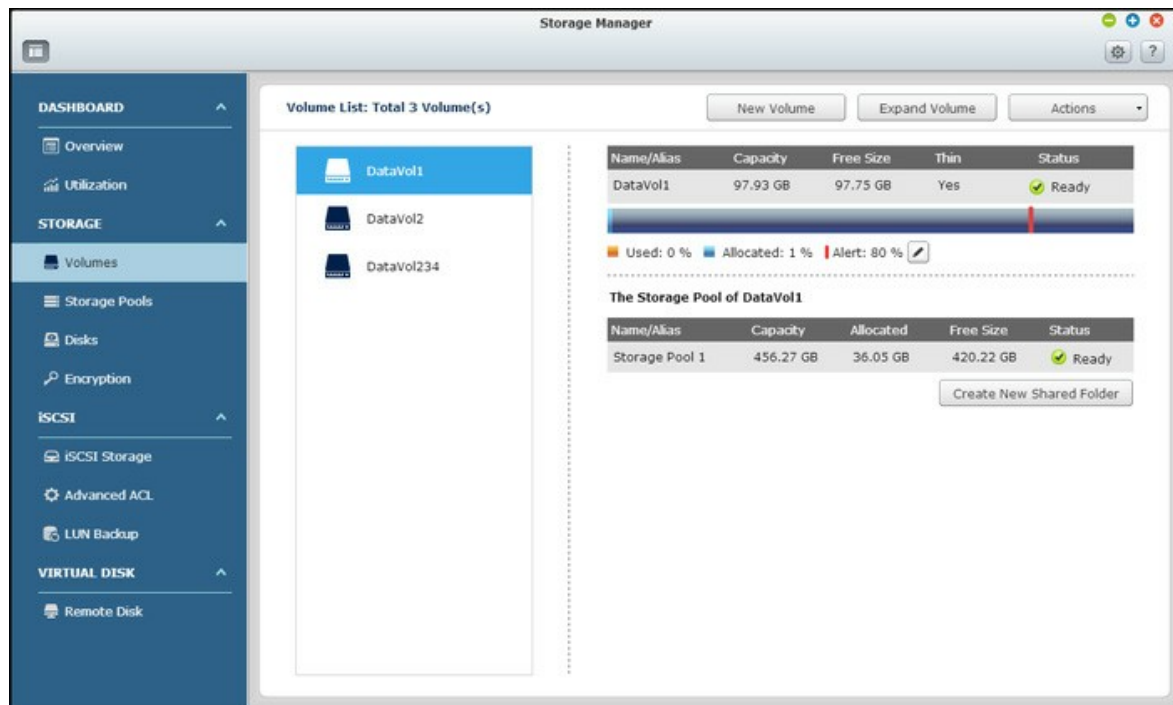 Storage Manager
?
DASHBOARD
Overview
Utilization
STORAGE
Volumes
Storage Pools
Disks
Encryption
iSCSI
iSCSI Storage
Advanced ACL
LUN Backup
VIRTUAL DISK
Remote Disk
Volume List: Total 3 Volume(s)
New Volume Expand Volume Actions
DataVol1
DataVol2
DataVol234
Name/Alias Capacity Free Size Thin Status
DataVol1 97.93 GB 97.75 GB Yes Ready
Used: 0 % Allocated: 1 % Alert: 80 %
The Storage Pool of DataVol1
Name/Alias Capacity Allocated Free Size Status
Storage Pool 1 456.27 GB 36.05 GB 420.22 GB Ready
Create New Shared Folder